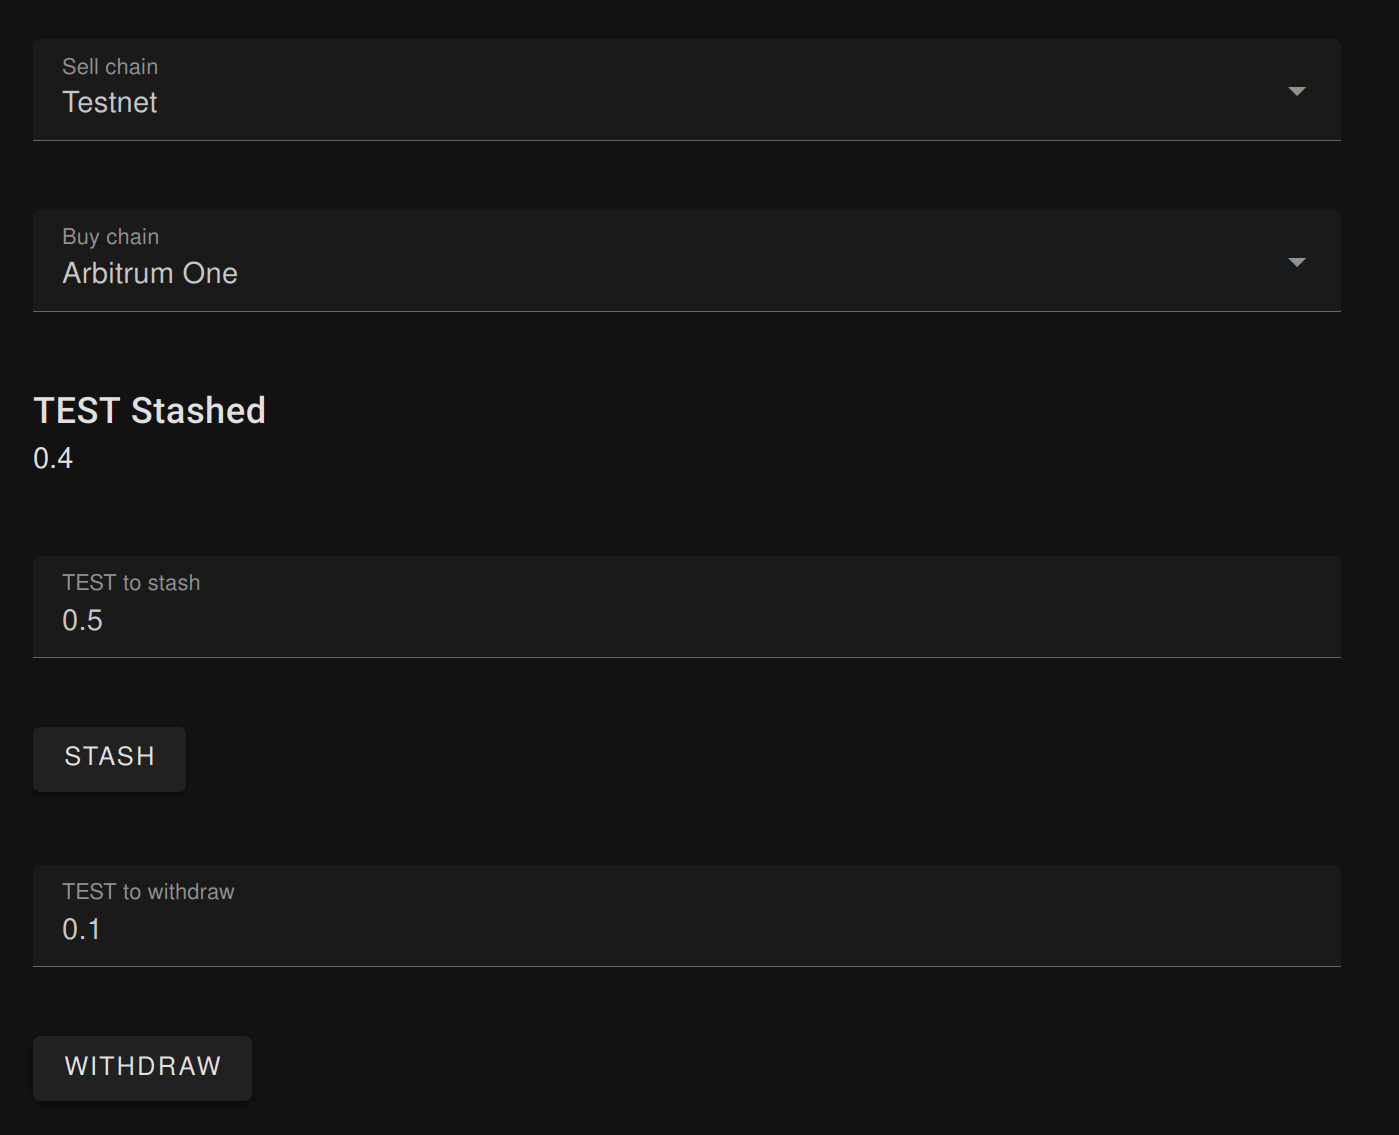 Sell chain
Testnet
Buy chain
Arbitrum One
TEST Stashed
0.4
TEST to stash
0.5
STASH
TEST to withdraw
0.1
WITHDRAW